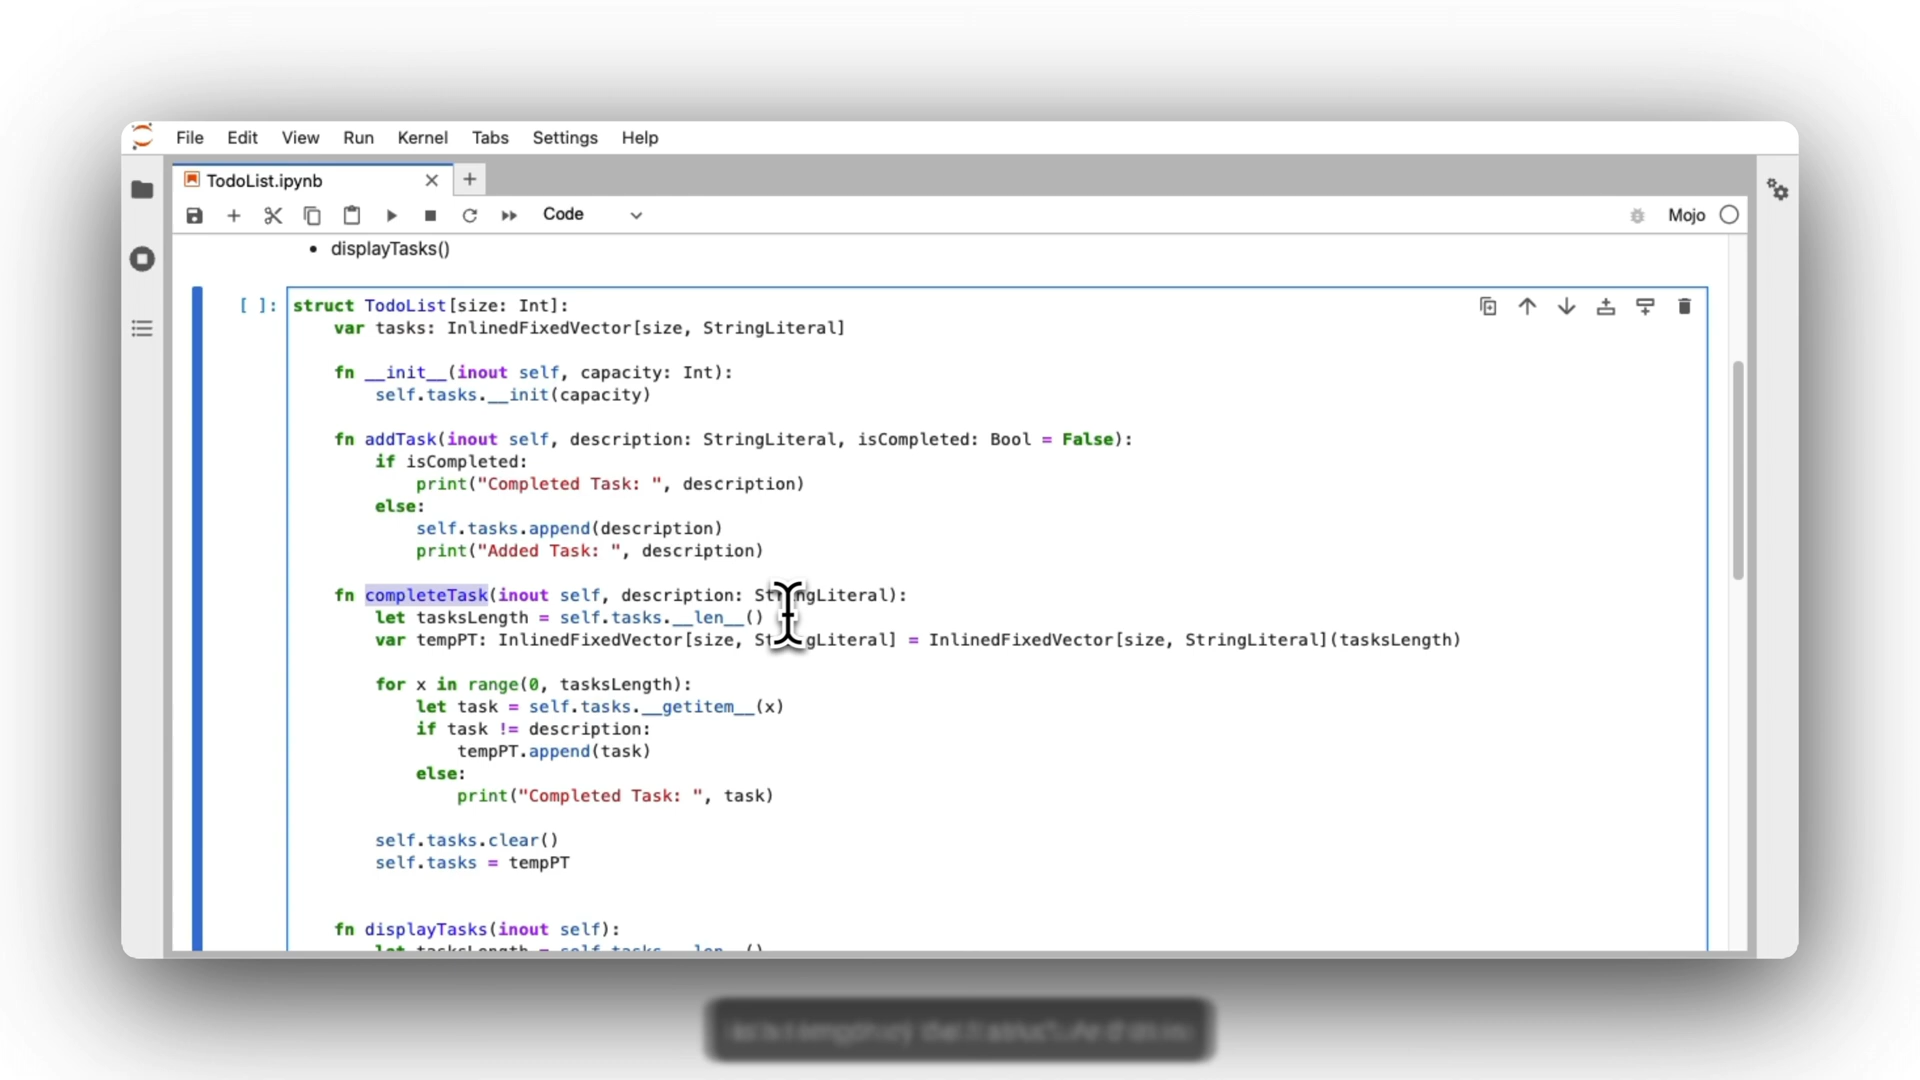 File Edit View Run Kernel Tabs Settings Help
TodoList.ipynb
Code
Mojo
• displayTasks()
[ ]:
struct TodoList[size: Int]:
    var tasks: InlinedFixedVector[size, StringLiteral]
    fn __init__(inout self, capacity: Int):
        self.tasks.__init(capacity)
    fn addTask(inout self, description: StringLiteral, isCompleted: Bool = False):
        if isCompleted:
            print("Completed Task: ", description)
        else:
            self.tasks.append(description)
            print("Added Task: ", description)
    fn completeTask(inout self, description: StringLiteral):
        let tasksLength = self.tasks.__len__()
        var tempPT: InlinedFixedVector[size, StringLiteral] = InlinedFixedVector[size, StringLiteral](tasksLength)
        for x in range(0, tasksLength):
            let task = self.tasks.__getitem__(x)
            if task != description:
                tempPT.append(task)
            else:
                print("Completed Task: ", task)
        self.tasks.clear()
        self.tasks = tempPT
    fn displayTasks(inout self):
        let tasksLength = self.tasks.__len__()